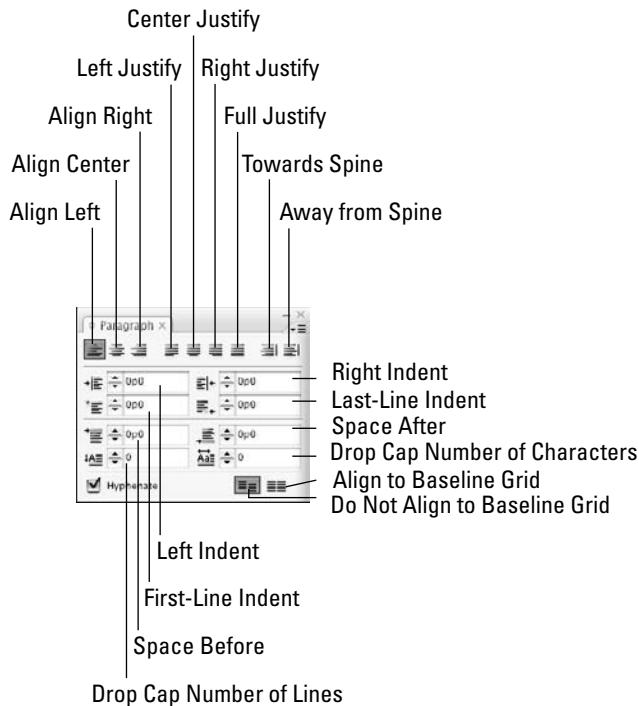 Center Justify
Left Justify Right Justify
Align Right Full Justify
Align Center Towards Spine
Align Left Away from Spine
Paragraph ×
0p0 0p0 Right Indent
0p0 0p0 Last-Line Indent
0p0 0p0 Space After
0 0 Drop Cap Number of Characters
Hyphenate Align to Baseline Grid
Do Not Align to Baseline Grid
Left Indent
First-Line Indent
Space Before
Drop Cap Number of Lines